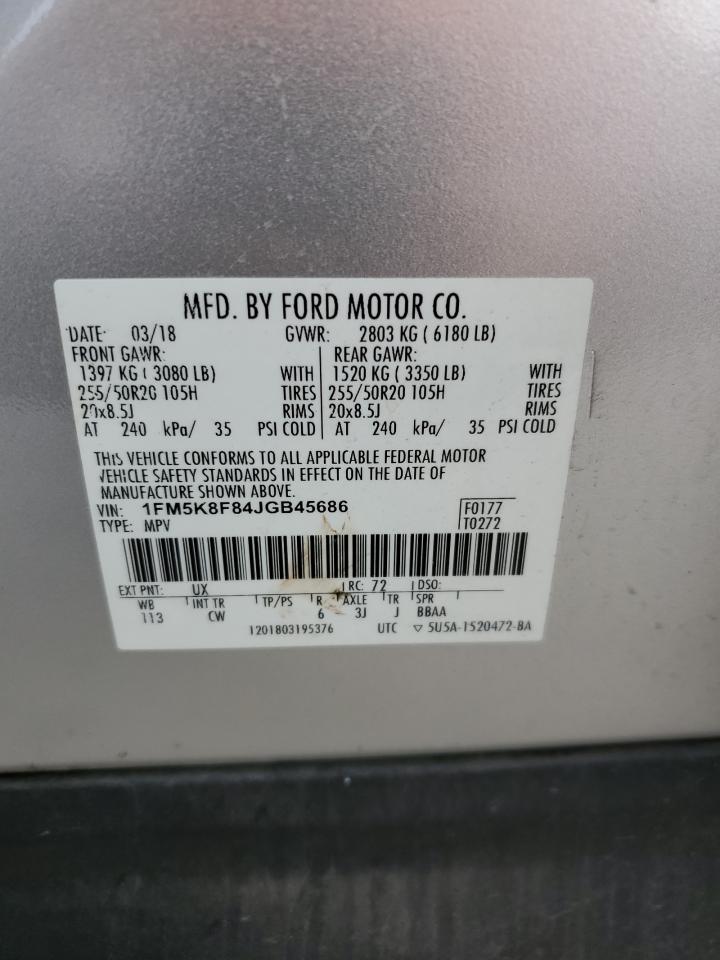 MFD. BY FORD MOTOR CO.
DATE: 03/18 GVWR: 2803 KG ( 6180 LB)
FRONT GAWR: REAR GAWR:
1397 KG ( 3080 LB) WITH 1520 KG ( 3350 LB) WITH
255/50R20 105H TIRES 255/50R20 105H TIRES
20x8.5J RIMS 20x8.5J RIMS
AT 240 kPa/ 35 PSI COLD AT 240 kPa/ 35 PSI COLD
THIS VEHICLE CONFORMS TO ALL APPLICABLE FEDERAL MOTOR
VEHICLE SAFETY STANDARDS IN EFFECT ON THE DATE OF
MANUFACTURE SHOWN ABOVE.
VIN: 1FM5K8F84JGB45686 F0177
TYPE: MPV T0272
EXT PNT: UX RC: 72 DSO:
WB INT TR TP/PS R AXLE TR SPR
113 CW 6 3J J BBAA
1201803195376 UTC ▽ 5U5A-1520472-BA